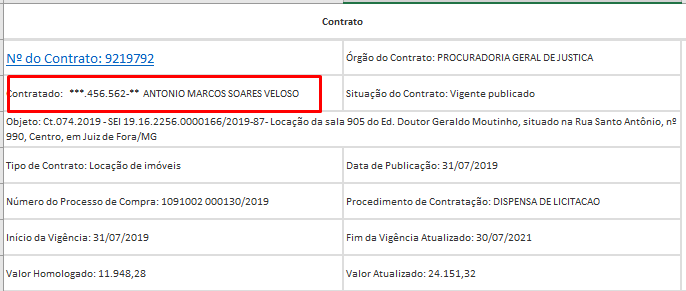 Contrato
Nº do Contrato: 9219792
Órgão do Contrato: PROCURADORIA GERAL DE JUSTICA
Contratado: ***.456.562-** ANTONIO MARCOS SOARES VELOSO
Situação do Contrato: Vigente publicado
Objeto: Ct.074.2019 - SEI 19.16.2256.0000166/2019-87- Locação da sala 905 do Ed. Doutor Geraldo Moutinho, situado na Rua Santo Antônio, nº
990, Centro, em Juiz de Fora/MG
Tipo de Contrato: Locação de imóveis
Data de Publicação: 31/07/2019
Número do Processo de Compra: 1091002 000130/2019
Procedimento de Contratação: DISPENSA DE LICITACAO
Início da Vigência: 31/07/2019
Fim da Vigência Atualizado: 30/07/2021
Valor Homologado: 11.948,28
Valor Atualizado: 24.151,32